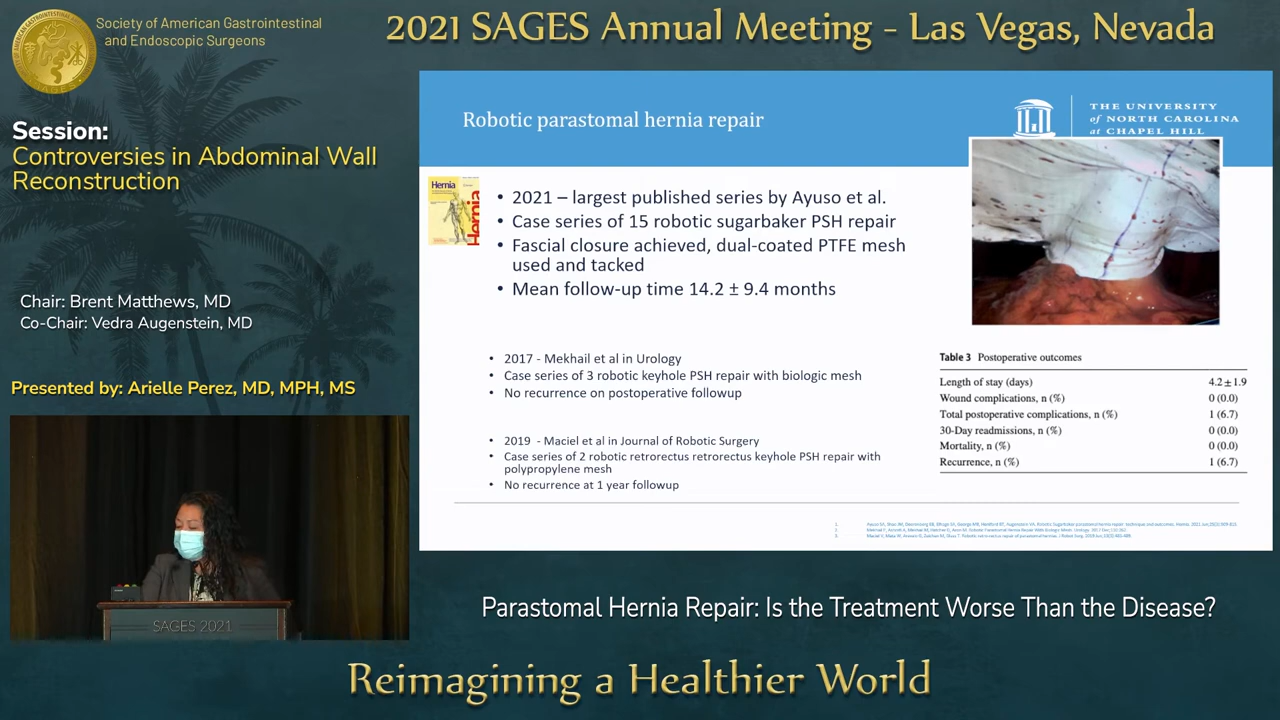 Society of American Gastrointestinal
and Endoscopic Surgeons
2021 SAGES Annual Meeting - Las Vegas, Nevada
Session:
Controversies in Abdominal Wall
Reconstruction
Chair: Brent Matthews, MD
Co-Chair: Vedra Augenstein, MD
Presented by: Arielle Perez, MD, MPH, MS
SAGES 2021
Robotic parastomal hernia repair
THE UNIVERSITY
of NORTH CAROLINA
at CHAPEL HILL
Hernia
Hernia
• 2021 – largest published series by Ayuso et al.
• Case series of 15 robotic sugarbaker PSH repair
• Fascial closure achieved, dual-coated PTFE mesh
used and tacked
• Mean follow-up time 14.2 ± 9.4 months
• 2017 - Mekhail et al in Urology
• Case series of 3 robotic keyhole PSH repair with biologic mesh
• No recurrence on postoperative followup
• 2019 - Maciel et al in Journal of Robotic Surgery
• Case series of 2 robotic retrorectus retrorectus keyhole PSH repair with
polypropylene mesh
• No recurrence at 1 year followup
Table 3 Postoperative outcomes
Length of stay (days) 4.2 ± 1.9
Wound complications, n (%) 0 (0.0)
Total postoperative complications, n (%) 1 (6.7)
30-Day readmissions, n (%) 0 (0.0)
Mortality, n (%) 0 (0.0)
Recurrence, n (%) 1 (6.7)
Parastomal Hernia Repair: Is the Treatment Worse Than the Disease?
Reimagining a Healthier World